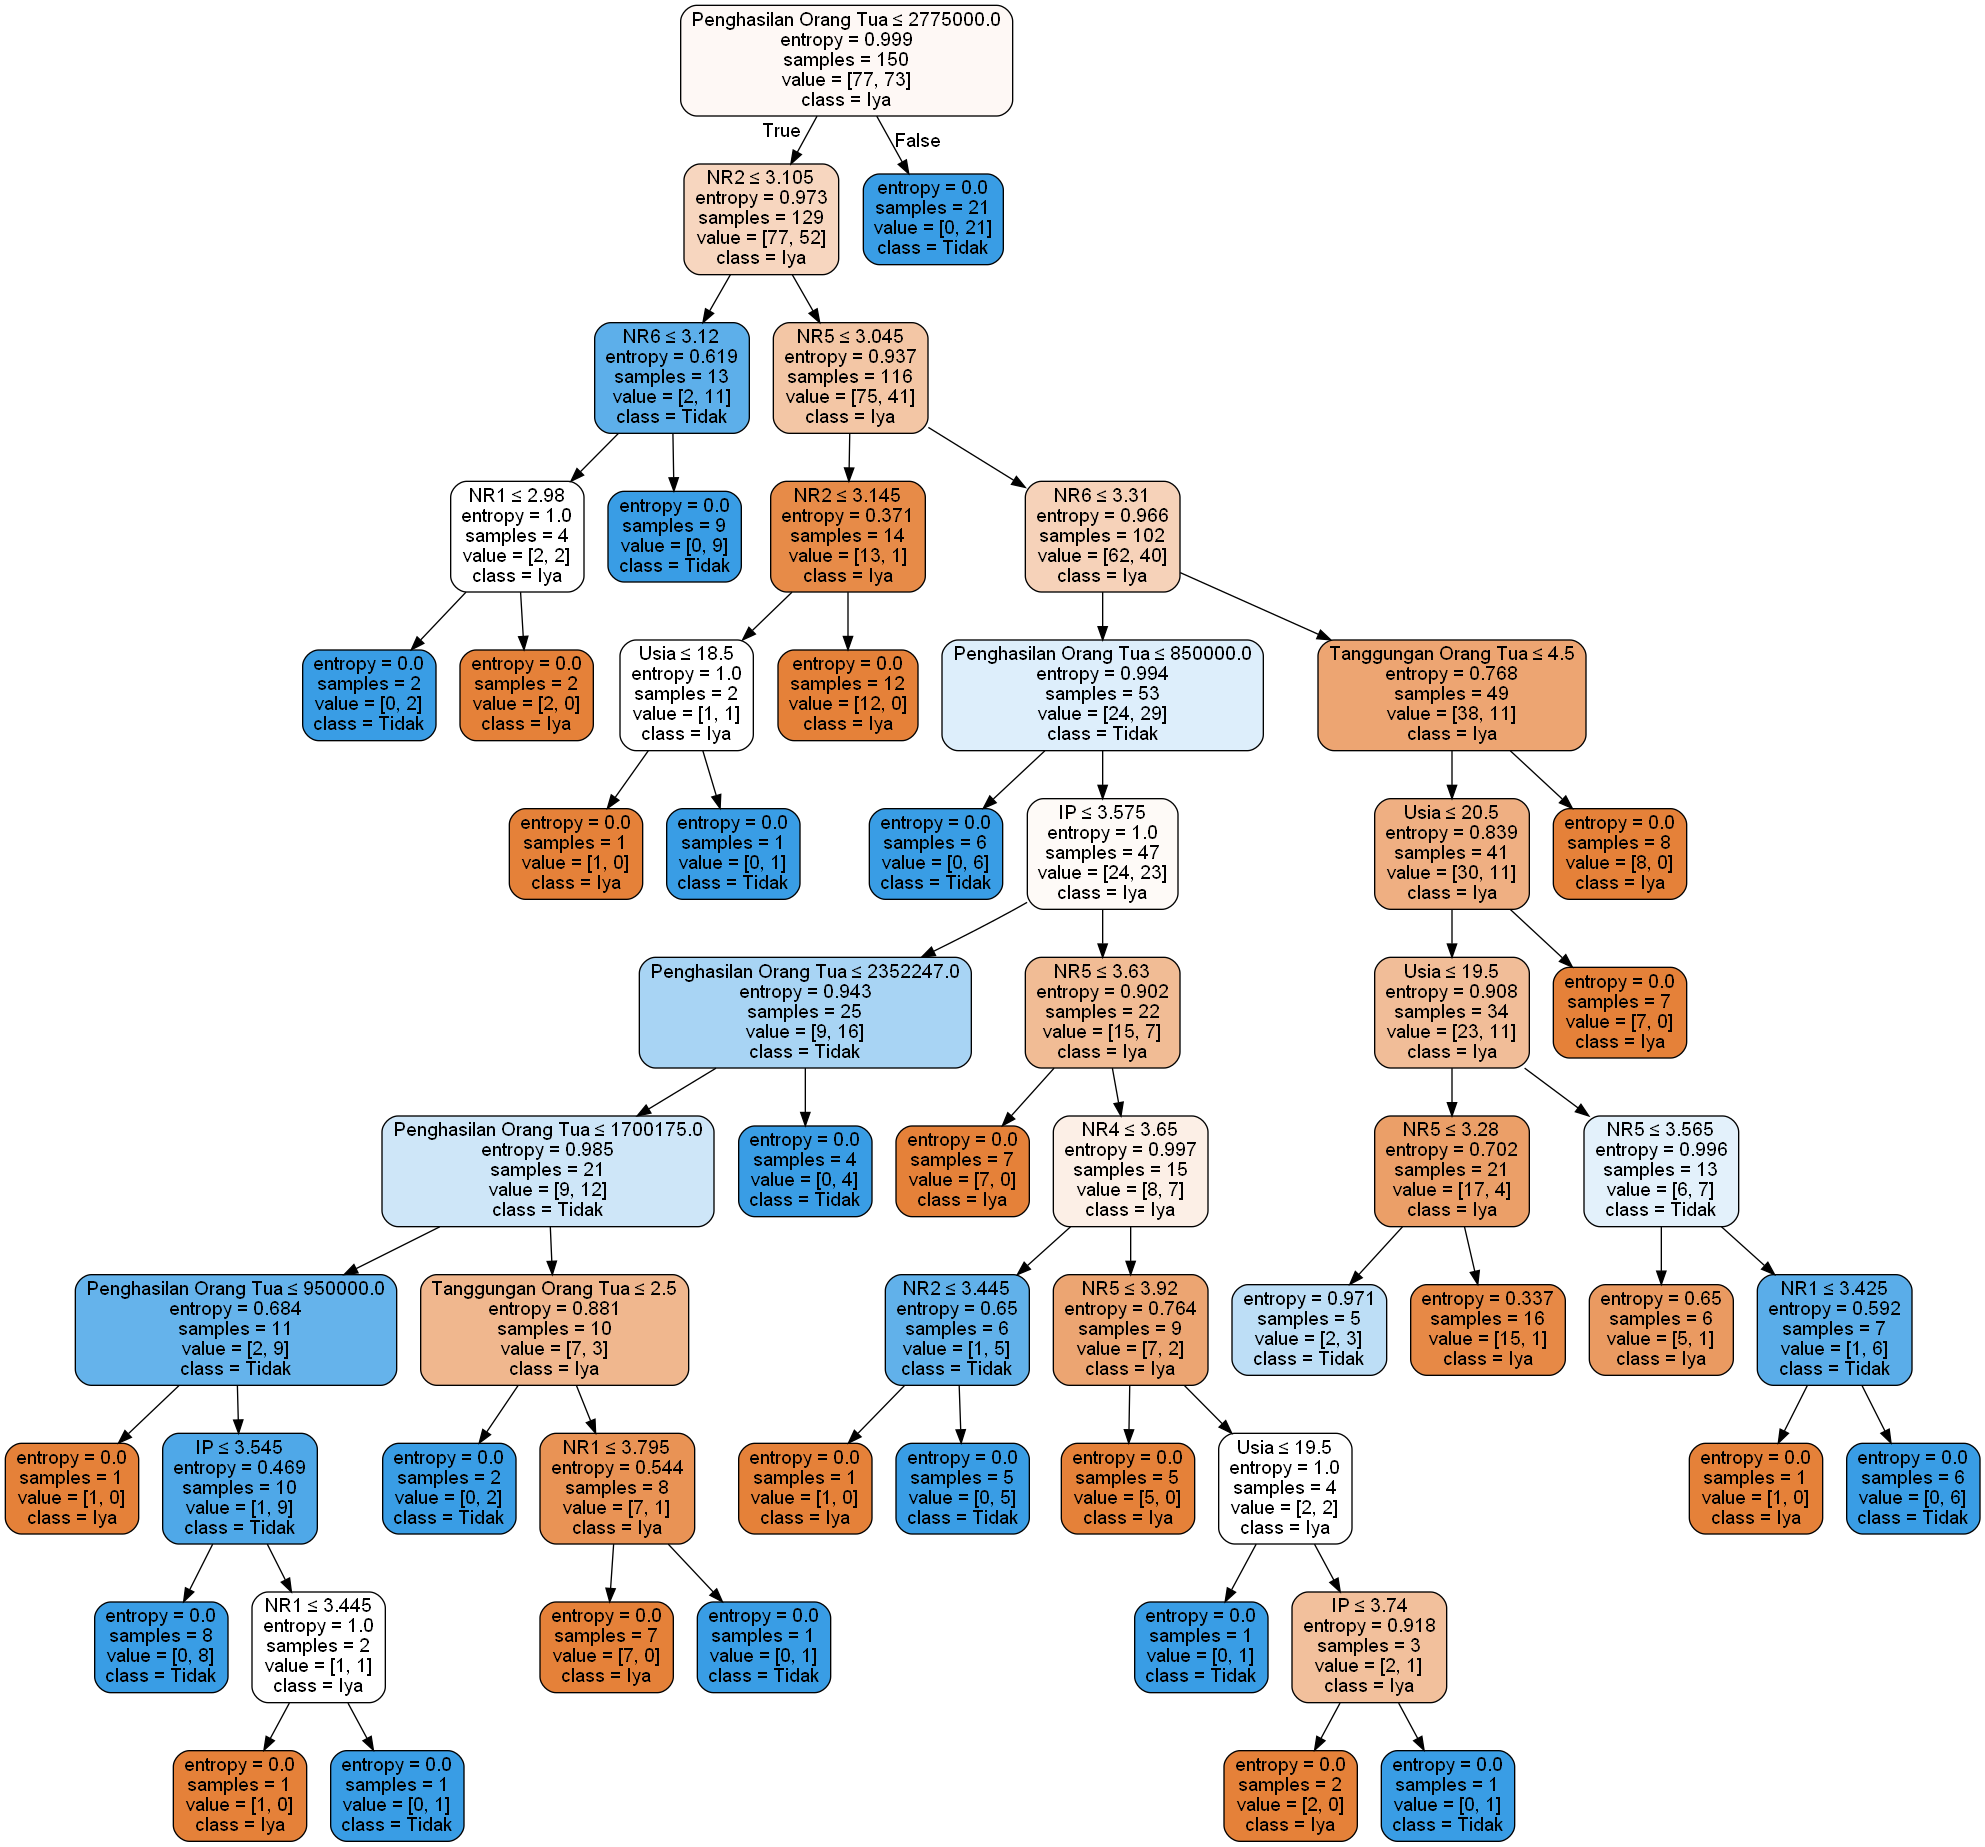 Penghasilan Orang Tua ≤ 2775000.0
entropy = 0.999
samples = 150
value = [77, 73]
class = Iya
True
False
NR2 ≤ 3.105
entropy = 0.973
samples = 129
value = [77, 52]
class = Iya
entropy = 0.0
samples = 21
value = [0, 21]
class = Tidak
NR6 ≤ 3.12
entropy = 0.619
samples = 13
value = [2, 11]
class = Tidak
NR5 ≤ 3.045
entropy = 0.937
samples = 116
value = [75, 41]
class = Iya
NR1 ≤ 2.98
entropy = 1.0
samples = 4
value = [2, 2]
class = Iya
entropy = 0.0
samples = 9
value = [0, 9]
class = Tidak
NR2 ≤ 3.145
entropy = 0.371
samples = 14
value = [13, 1]
class = Iya
NR6 ≤ 3.31
entropy = 0.966
samples = 102
value = [62, 40]
class = Iya
entropy = 0.0
samples = 2
value = [0, 2]
class = Tidak
entropy = 0.0
samples = 2
value = [2, 0]
class = Iya
Usia ≤ 18.5
entropy = 1.0
samples = 2
value = [1, 1]
class = Iya
entropy = 0.0
samples = 12
value = [12, 0]
class = Iya
Penghasilan Orang Tua ≤ 850000.0
entropy = 0.994
samples = 53
value = [24, 29]
class = Tidak
Tanggungan Orang Tua ≤ 4.5
entropy = 0.768
samples = 49
value = [38, 11]
class = Iya
entropy = 0.0
samples = 1
value = [1, 0]
class = Iya
entropy = 0.0
samples = 1
value = [0, 1]
class = Tidak
entropy = 0.0
samples = 6
value = [0, 6]
class = Tidak
IP ≤ 3.575
entropy = 1.0
samples = 47
value = [24, 23]
class = Iya
Usia ≤ 20.5
entropy = 0.839
samples = 41
value = [30, 11]
class = Iya
entropy = 0.0
samples = 8
value = [8, 0]
class = Iya
Penghasilan Orang Tua ≤ 2352247.0
entropy = 0.943
samples = 25
value = [9, 16]
class = Tidak
NR5 ≤ 3.63
entropy = 0.902
samples = 22
value = [15, 7]
class = Iya
Usia ≤ 19.5
entropy = 0.908
samples = 34
value = [23, 11]
class = Iya
entropy = 0.0
samples = 7
value = [7, 0]
class = Iya
Penghasilan Orang Tua ≤ 1700175.0
entropy = 0.985
samples = 21
value = [9, 12]
class = Tidak
entropy = 0.0
samples = 4
value = [0, 4]
class = Tidak
entropy = 0.0
samples = 7
value = [7, 0]
class = Iya
NR4 ≤ 3.65
entropy = 0.997
samples = 15
value = [8, 7]
class = Iya
NR5 ≤ 3.28
entropy = 0.702
samples = 21
value = [17, 4]
class = Iya
NR5 ≤ 3.565
entropy = 0.996
samples = 13
value = [6, 7]
class = Tidak
Penghasilan Orang Tua ≤ 950000.0
entropy = 0.684
samples = 11
value = [2, 9]
class = Tidak
Tanggungan Orang Tua ≤ 2.5
entropy = 0.881
samples = 10
value = [7, 3]
class = Iya
NR2 ≤ 3.445
entropy = 0.65
samples = 6
value = [1, 5]
class = Tidak
NR5 ≤ 3.92
entropy = 0.764
samples = 9
value = [7, 2]
class = Iya
entropy = 0.971
samples = 5
value = [2, 3]
class = Tidak
entropy = 0.337
samples = 16
value = [15, 1]
class = Iya
entropy = 0.65
samples = 6
value = [5, 1]
class = Iya
NR1 ≤ 3.425
entropy = 0.592
samples = 7
value = [1, 6]
class = Tidak
entropy = 0.0
samples = 1
value = [1, 0]
class = Iya
IP ≤ 3.545
entropy = 0.469
samples = 10
value = [1, 9]
class = Tidak
entropy = 0.0
samples = 2
value = [0, 2]
class = Tidak
NR1 ≤ 3.795
entropy = 0.544
samples = 8
value = [7, 1]
class = Iya
entropy = 0.0
samples = 1
value = [1, 0]
class = Iya
entropy = 0.0
samples = 5
value = [0, 5]
class = Tidak
entropy = 0.0
samples = 5
value = [5, 0]
class = Iya
Usia ≤ 19.5
entropy = 1.0
samples = 4
value = [2, 2]
class = Iya
entropy = 0.0
samples = 1
value = [1, 0]
class = Iya
entropy = 0.0
samples = 6
value = [0, 6]
class = Tidak
entropy = 0.0
samples = 8
value = [0, 8]
class = Tidak
NR1 ≤ 3.445
entropy = 1.0
samples = 2
value = [1, 1]
class = Iya
entropy = 0.0
samples = 7
value = [7, 0]
class = Iya
entropy = 0.0
samples = 1
value = [0, 1]
class = Tidak
entropy = 0.0
samples = 1
value = [0, 1]
class = Tidak
IP ≤ 3.74
entropy = 0.918
samples = 3
value = [2, 1]
class = Iya
entropy = 0.0
samples = 1
value = [1, 0]
class = Iya
entropy = 0.0
samples = 1
value = [0, 1]
class = Tidak
entropy = 0.0
samples = 2
value = [2, 0]
class = Iya
entropy = 0.0
samples = 1
value = [0, 1]
class = Tidak